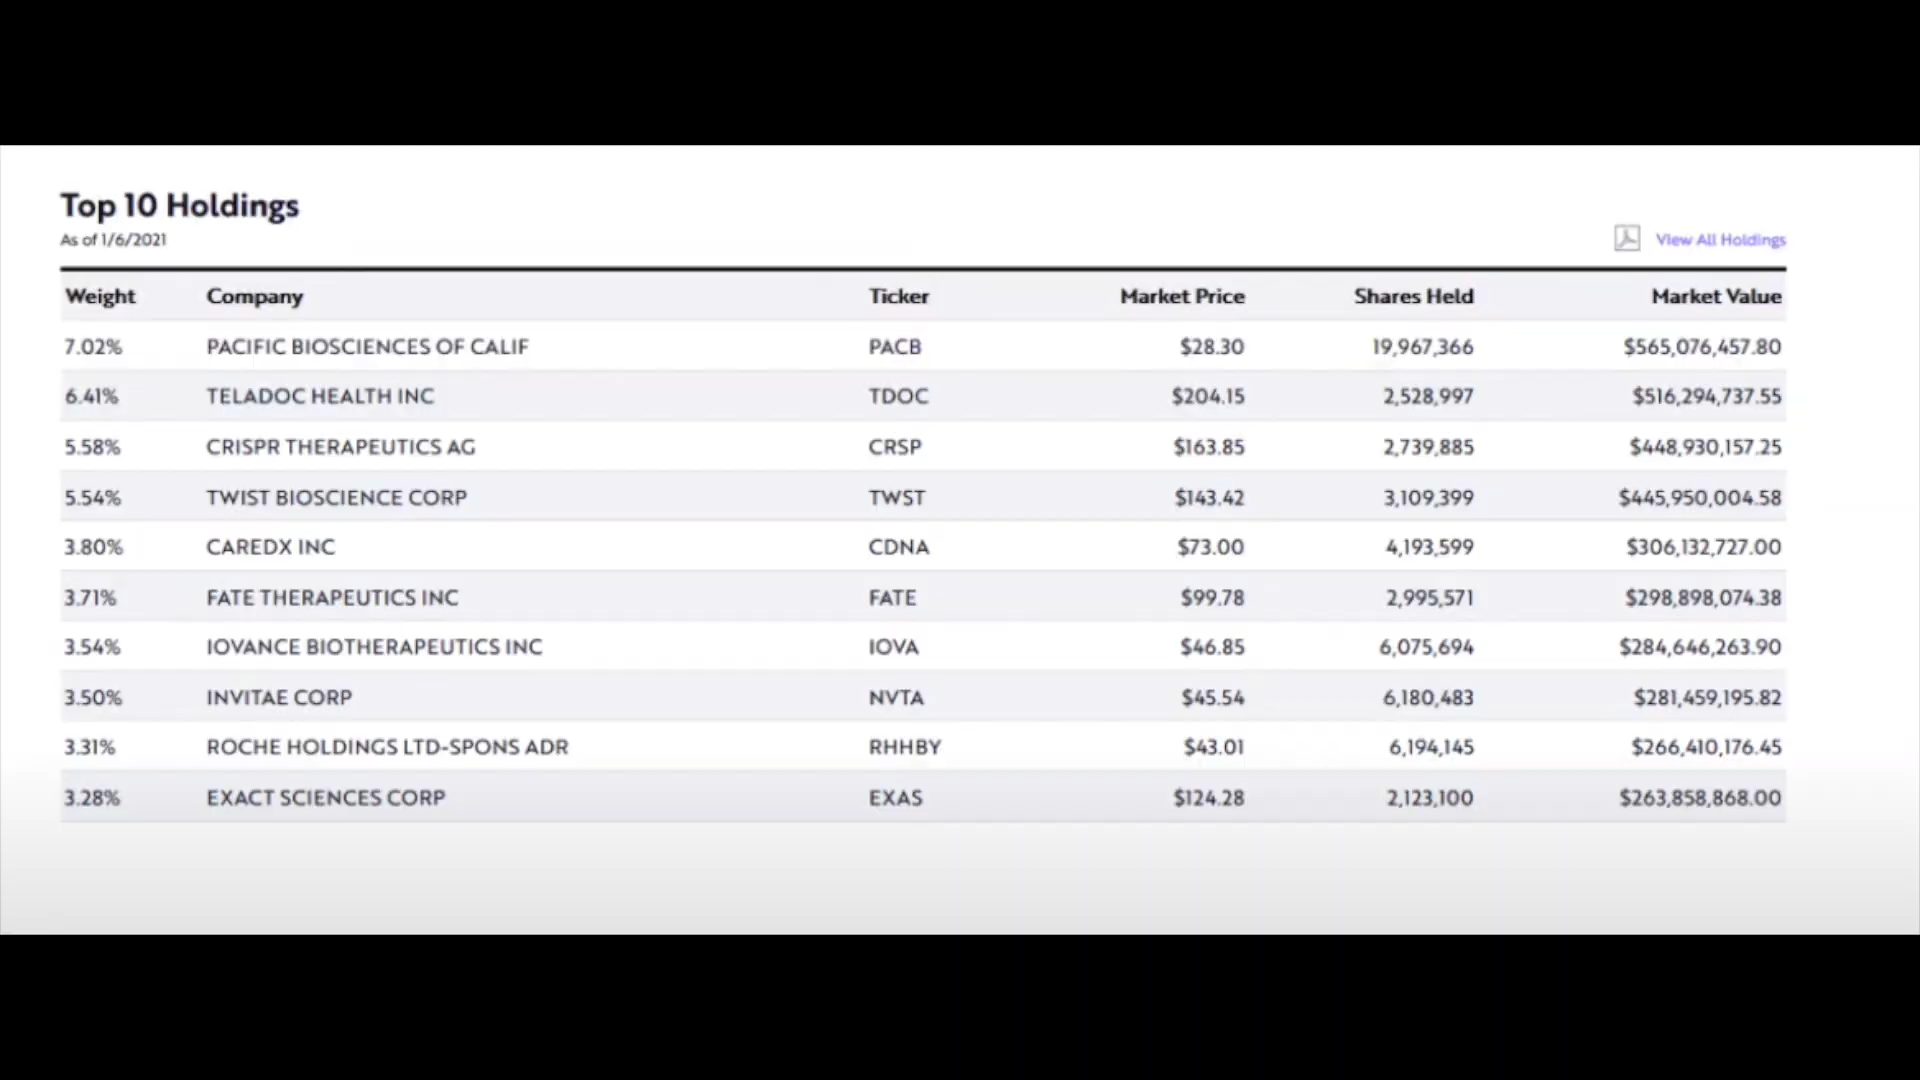 Top 10 Holdings
As of 1/6/2021
View All Holdings
Weight Company Ticker Market Price Shares Held Market Value
7.02% PACIFIC BIOSCIENCES OF CALIF PACB $28.30 19,967,366 $565,076,457.80
6.41% TELADOC HEALTH INC TDOC $204.15 2,528,997 $516,294,737.55
5.58% CRISPR THERAPEUTICS AG CRSP $163.85 2,739,885 $448,930,157.25
5.54% TWIST BIOSCIENCE CORP TWST $143.42 3,109,399 $445,950,004.58
3.80% CAREDX INC CDNA $73.00 4,193,599 $306,132,727.00
3.71% FATE THERAPEUTICS INC FATE $99.78 2,995,571 $298,898,074.38
3.54% IOVANCE BIOTHERAPEUTICS INC IOVA $46.85 6,075,694 $284,646,263.90
3.50% INVITAE CORP NVTA $45.54 6,180,483 $281,459,195.82
3.31% ROCHE HOLDINGS LTD-SPONS ADR RHHBY $43.01 6,194,145 $266,410,176.45
3.28% EXACT SCIENCES CORP EXAS $124.28 2,123,100 $263,858,868.00